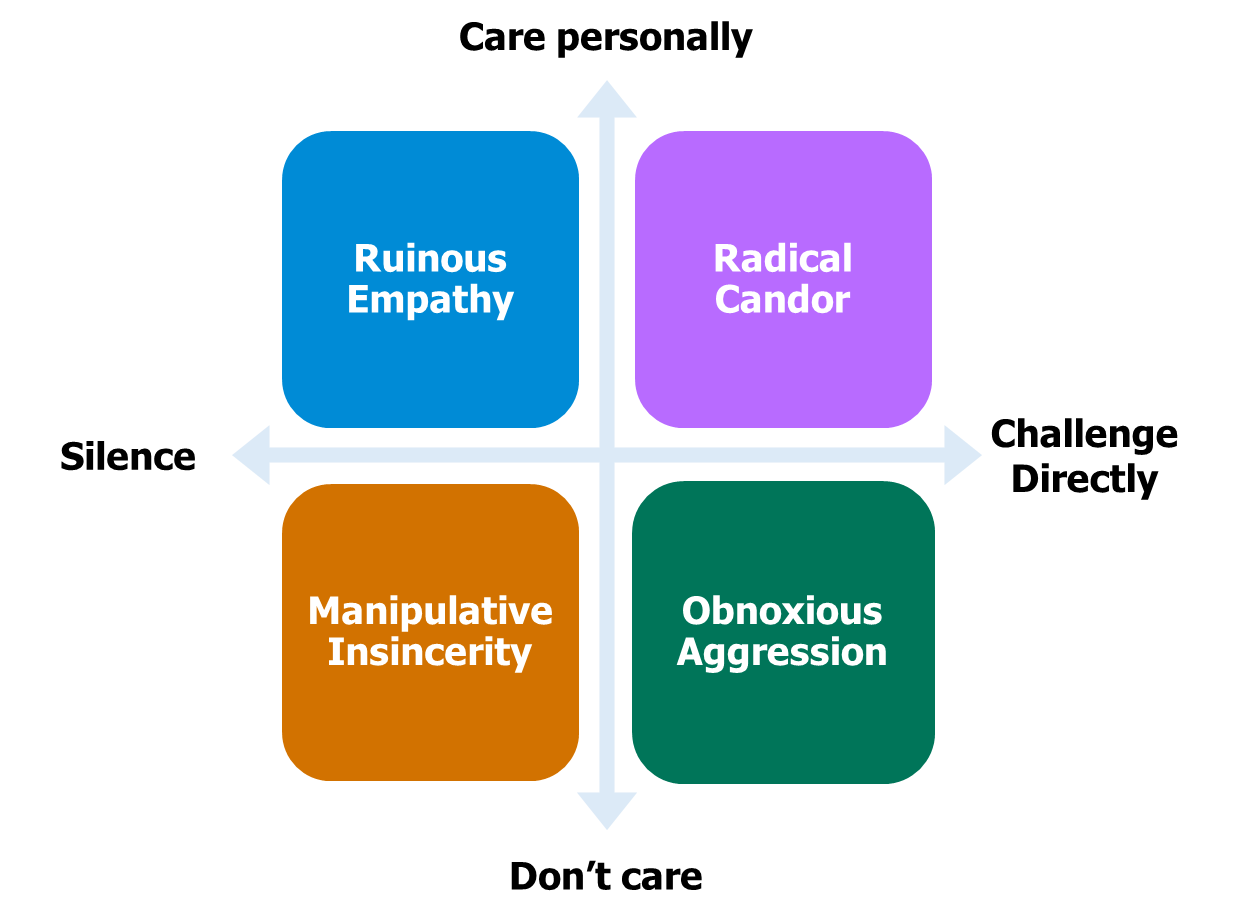 Care personally
Ruinous
Empathy
Radical
Candor
Silence
Challenge
Directly
Manipulative
Insincerity
Obnoxious
Aggression
Don’t care